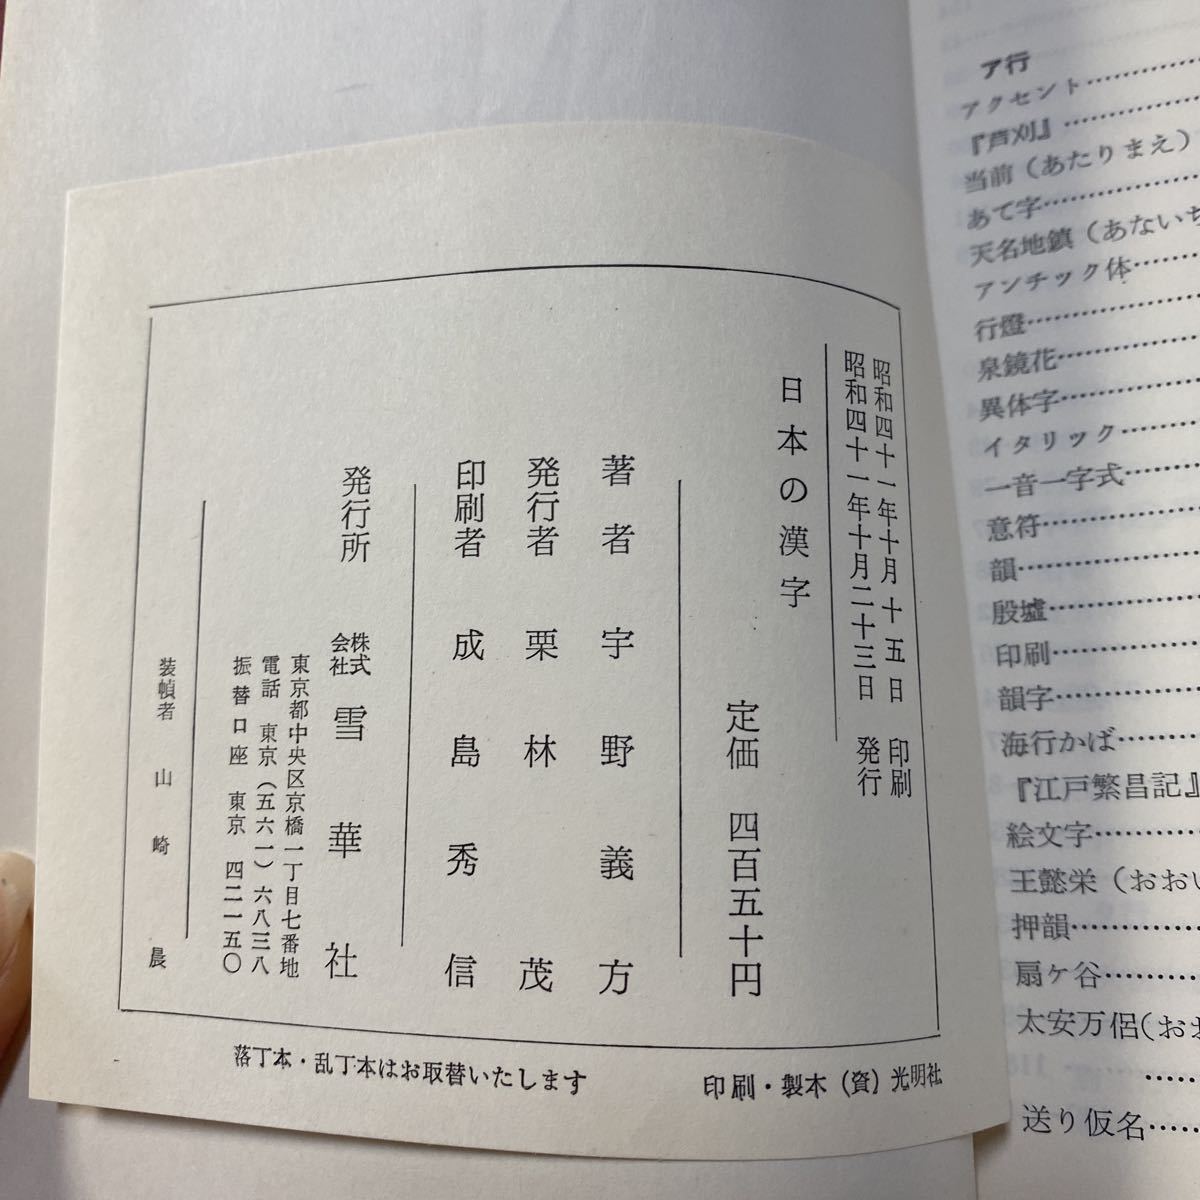 昭和四十一年十月十五日 印刷
昭和四十一年十月二十三日 発行
日本の漢字
定価 四百五十円
著者 宇野義方
発行者 栗林茂
印刷者 成島秀信
発行所 株式会社 雪華社
東京都中央区京橋一丁目七番地
電話 東京(五六一)六八三八
振替口座 東京 四二一五〇
装幀者 山崎晨
落丁本・乱丁本はお取替いたします
印刷・製本(資)光明社
ア行
アクセント…………
『芦刈』…………
当前(あたりまえ)
あて字…………
天名地鎮(あないち
アンチック体…………
行燈…………
泉鏡花…………
異体字…………
イタリック…………
一音一字式…………
意符…………
韻…………
殷墟…………
印刷…………
韻字…………
海行かば…………
『江戸繁昌記』
絵文字…………
王懿栄(おおい
押韻…………
扇ケ谷…………
太安万侶(おお
…………
送り仮名…………